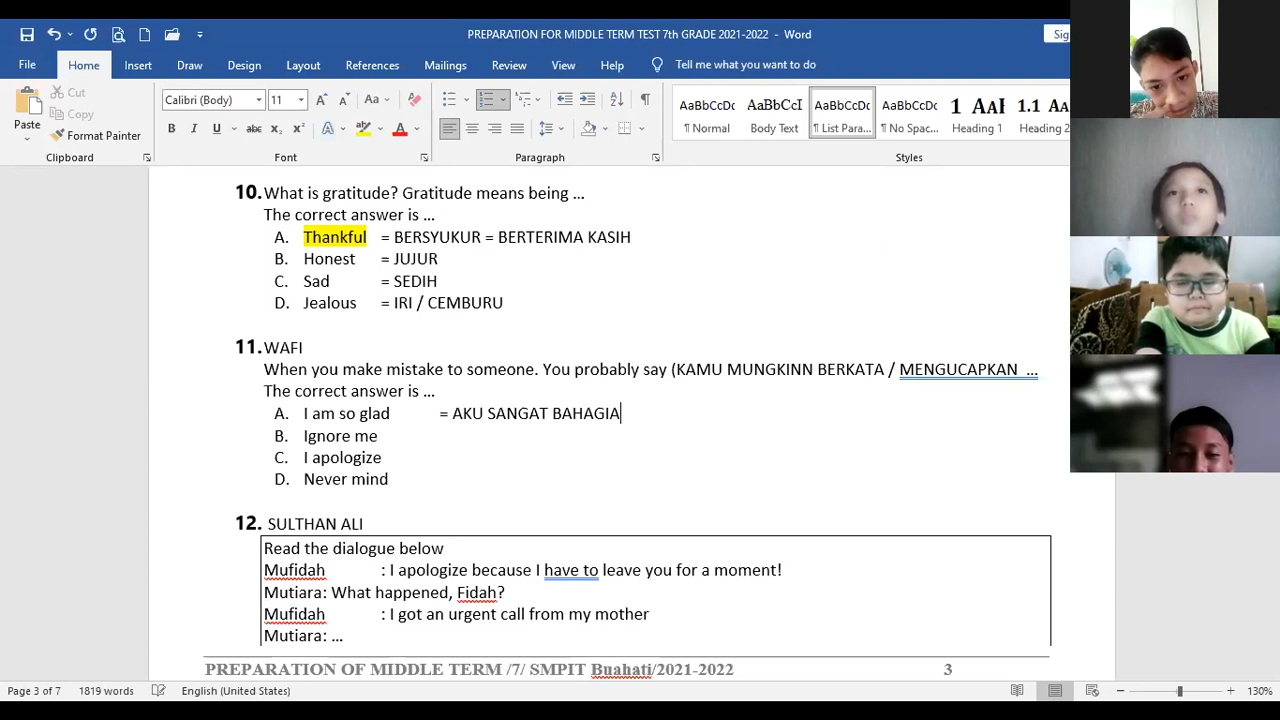 PREPARATION FOR MIDDLE TERM TEST 7th GRADE 2021-2022 - Word
File Home Insert Draw Design Layout References Mailings Review View Help Tell me what you want to do
Paste
Cut
Copy
Format Painter
Clipboard
Calibri (Body) 11
Font
Paragraph
AaBbCcDc AaBbCcI AaBbCcDc AaBbCcDc 1 AaI 1.1 AaB
¶ Normal Body Text ¶ List Para... ¶ No Spac... Heading 1 Heading 2
Styles
10. What is gratitude? Gratitude means being ...
The correct answer is ...
A. Thankful = BERSYUKUR = BERTERIMA KASIH
B. Honest = JUJUR
C. Sad = SEDIH
D. Jealous = IRI / CEMBURU
11. WAFI
When you make mistake to someone. You probably say (KAMU MUNGKINN BERKATA / MENGUCAPKAN ...
The correct answer is ...
A. I am so glad = AKU SANGAT BAHAGIA
B. Ignore me
C. I apologize
D. Never mind
12. SULTHAN ALI
Read the dialogue below
Mufidah : I apologize because I have to leave you for a moment!
Mutiara: What happened, Fidah?
Mufidah : I got an urgent call from my mother
Mutiara: ...
PREPARATION OF MIDDLE TERM /7/ SMPIT Buahati/2021-2022 3
Page 3 of 7 1819 words English (United States) 130%